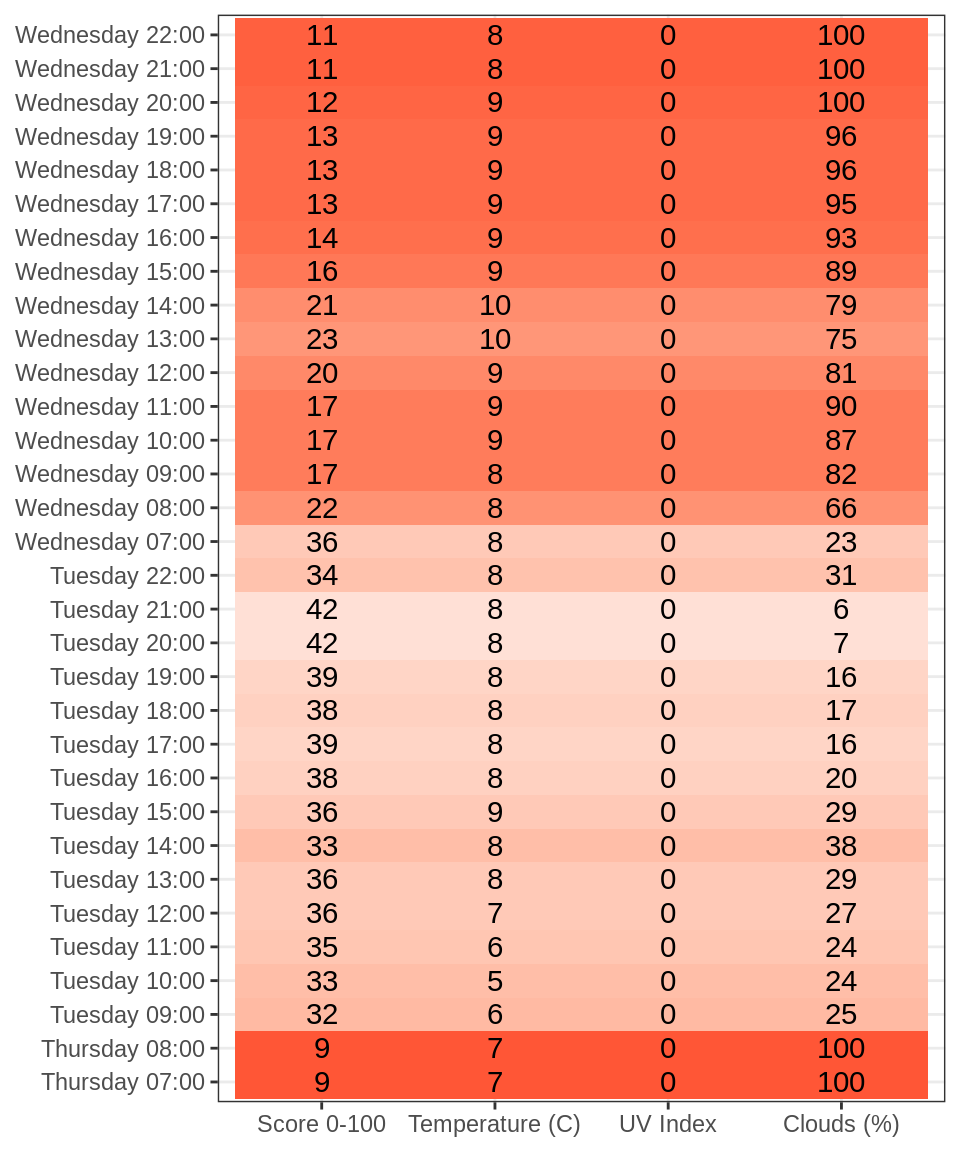 Wednesday 22:00 11 8 0 100
Wednesday 21:00 11 8 0 100
Wednesday 20:00 12 9 0 100
Wednesday 19:00 13 9 0 96
Wednesday 18:00 13 9 0 96
Wednesday 17:00 13 9 0 95
Wednesday 16:00 14 9 0 93
Wednesday 15:00 16 9 0 89
Wednesday 14:00 21 10 0 79
Wednesday 13:00 23 10 0 75
Wednesday 12:00 20 9 0 81
Wednesday 11:00 17 9 0 90
Wednesday 10:00 17 9 0 87
Wednesday 09:00 17 8 0 82
Wednesday 08:00 22 8 0 66
Wednesday 07:00 36 8 0 23
Tuesday 22:00 34 8 0 31
Tuesday 21:00 42 8 0 6
Tuesday 20:00 42 8 0 7
Tuesday 19:00 39 8 0 16
Tuesday 18:00 38 8 0 17
Tuesday 17:00 39 8 0 16
Tuesday 16:00 38 8 0 20
Tuesday 15:00 36 9 0 29
Tuesday 14:00 33 8 0 38
Tuesday 13:00 36 8 0 29
Tuesday 12:00 36 7 0 27
Tuesday 11:00 35 6 0 24
Tuesday 10:00 33 5 0 24
Tuesday 09:00 32 6 0 25
Thursday 08:00 9 7 0 100
Thursday 07:00 9 7 0 100
Score 0-100 Temperature (C) UV Index Clouds (%)